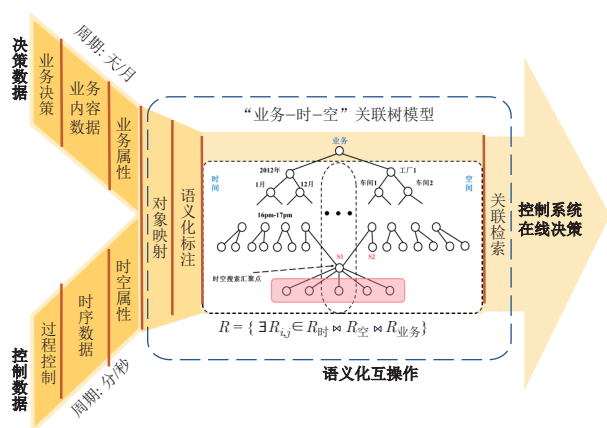 决策数据
周期: 天/月
业务决策
业务内容数据
业务属性
“业务–时–空”关联树模型
对象映射
语义化标注
业务
时间
空间
2012年
工厂1
1月
12月
车间1
车间2
16pm-17pm
• • •
S1
S2
时空搜索汇聚点
关联检索
R = { ∃ R_{i,j} ∈ R_时 ⋈ R_空 ⋈ R_业务 }
语义化互操作
控制系统
在线决策
时空属性
时序数据
过程控制
周期: 分/秒
控制数据